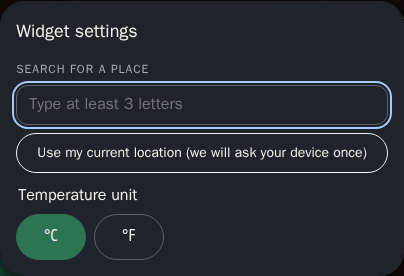 Widget settings
SEARCH FOR A PLACE
Type at least 3 letters
Use my current location (we will ask your device once)
Temperature unit
°C
°F